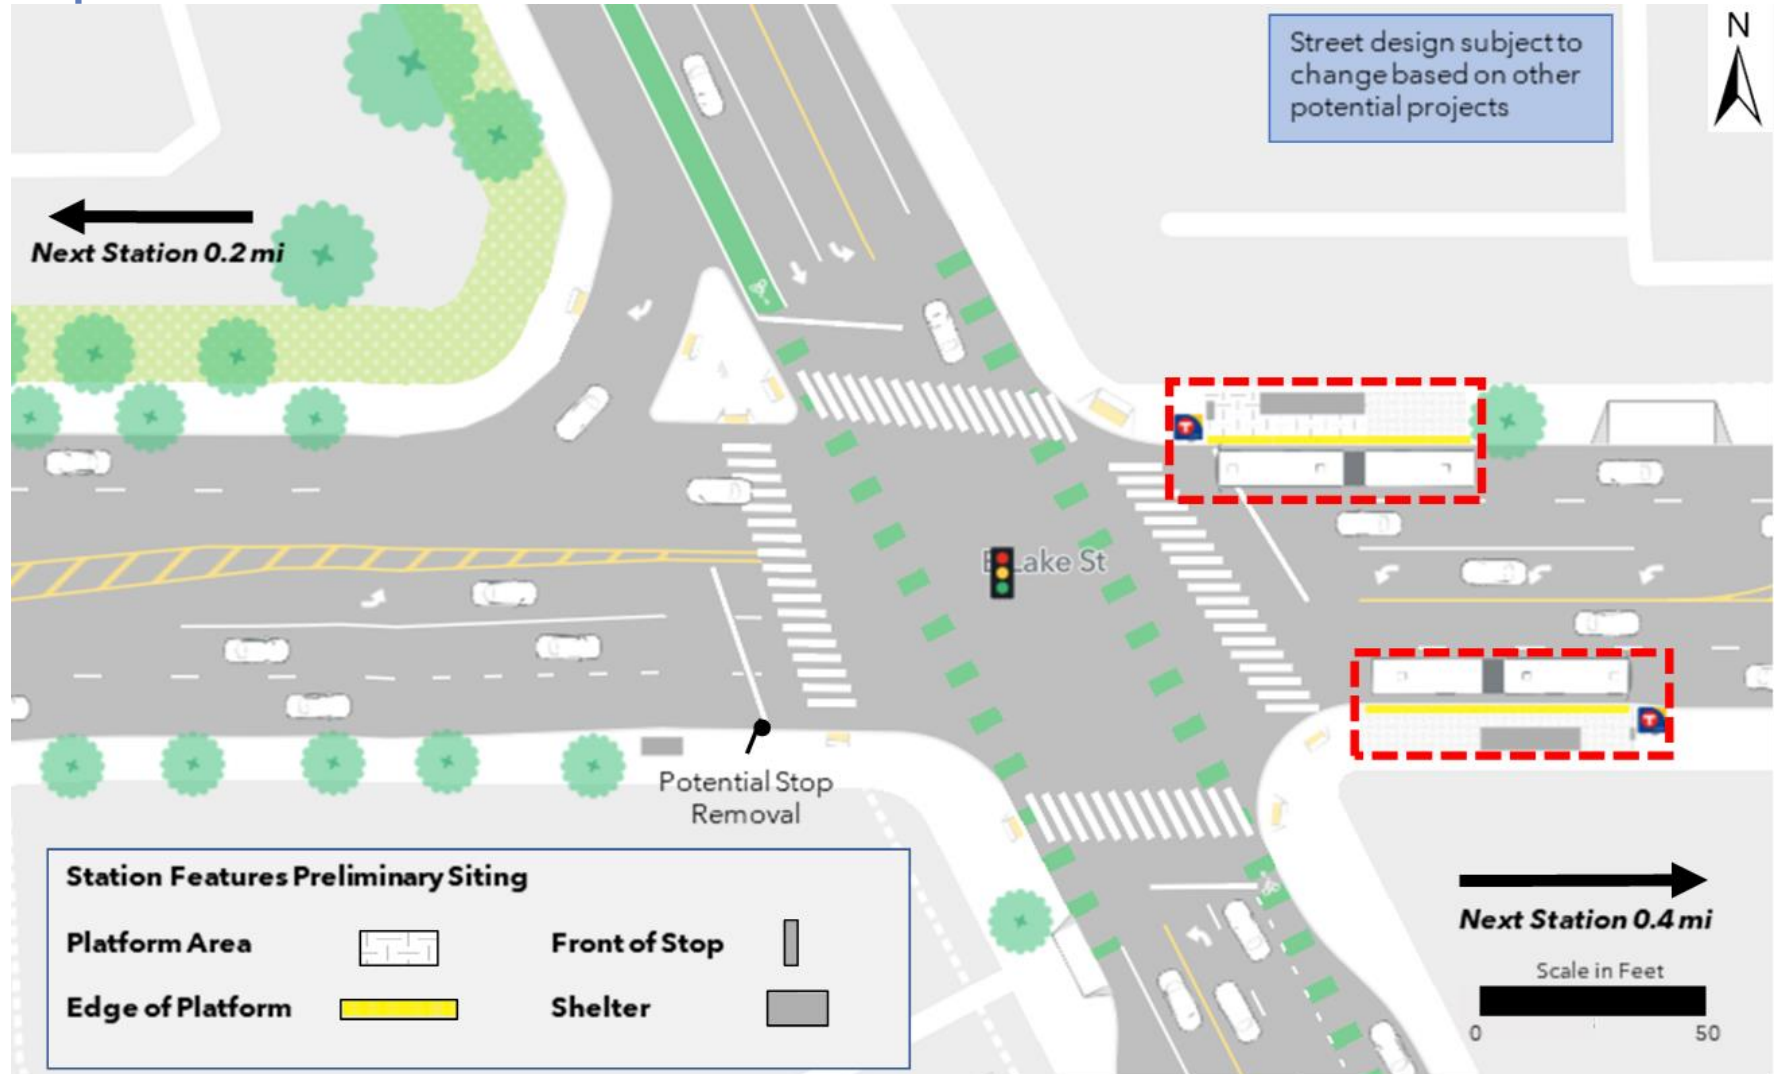 Street design subject to
change based on other
potential projects
N
Next Station 0.2 mi
Lake St
Potential Stop
Removal
Station Features Preliminary Siting
Platform Area
Front of Stop
Edge of Platform
Shelter
Next Station 0.4 mi
Scale in Feet
0
50
T
T